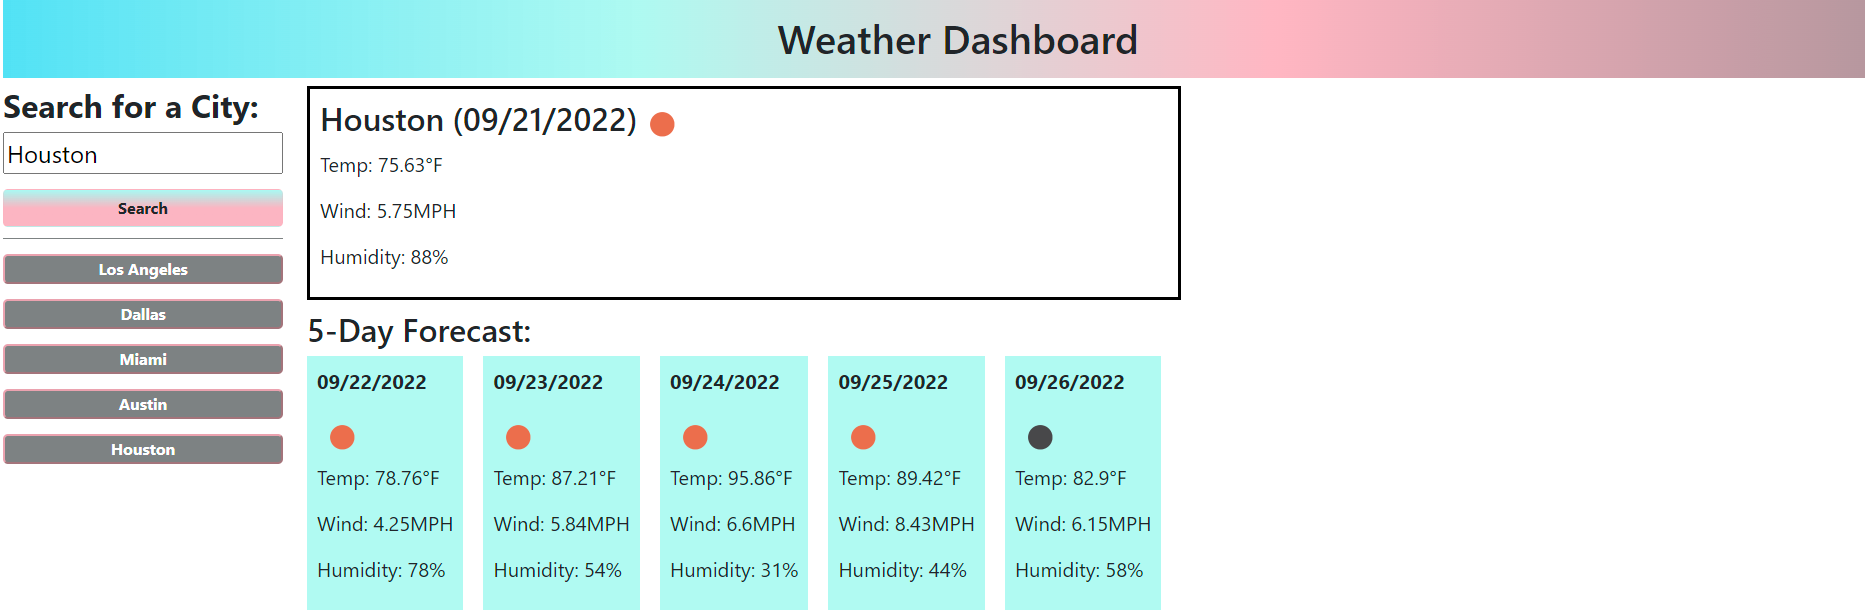 Weather Dashboard
Search for a City:
Houston
Search
Los Angeles
Dallas
Miami
Austin
Houston
Houston (09/21/2022)
Temp: 75.63°F
Wind: 5.75MPH
Humidity: 88%
5-Day Forecast:
09/22/2022
Temp: 78.76°F
Wind: 4.25MPH
Humidity: 78%
09/23/2022
Temp: 87.21°F
Wind: 5.84MPH
Humidity: 54%
09/24/2022
Temp: 95.86°F
Wind: 6.6MPH
Humidity: 31%
09/25/2022
Temp: 89.42°F
Wind: 8.43MPH
Humidity: 44%
09/26/2022
Temp: 82.9°F
Wind: 6.15MPH
Humidity: 58%